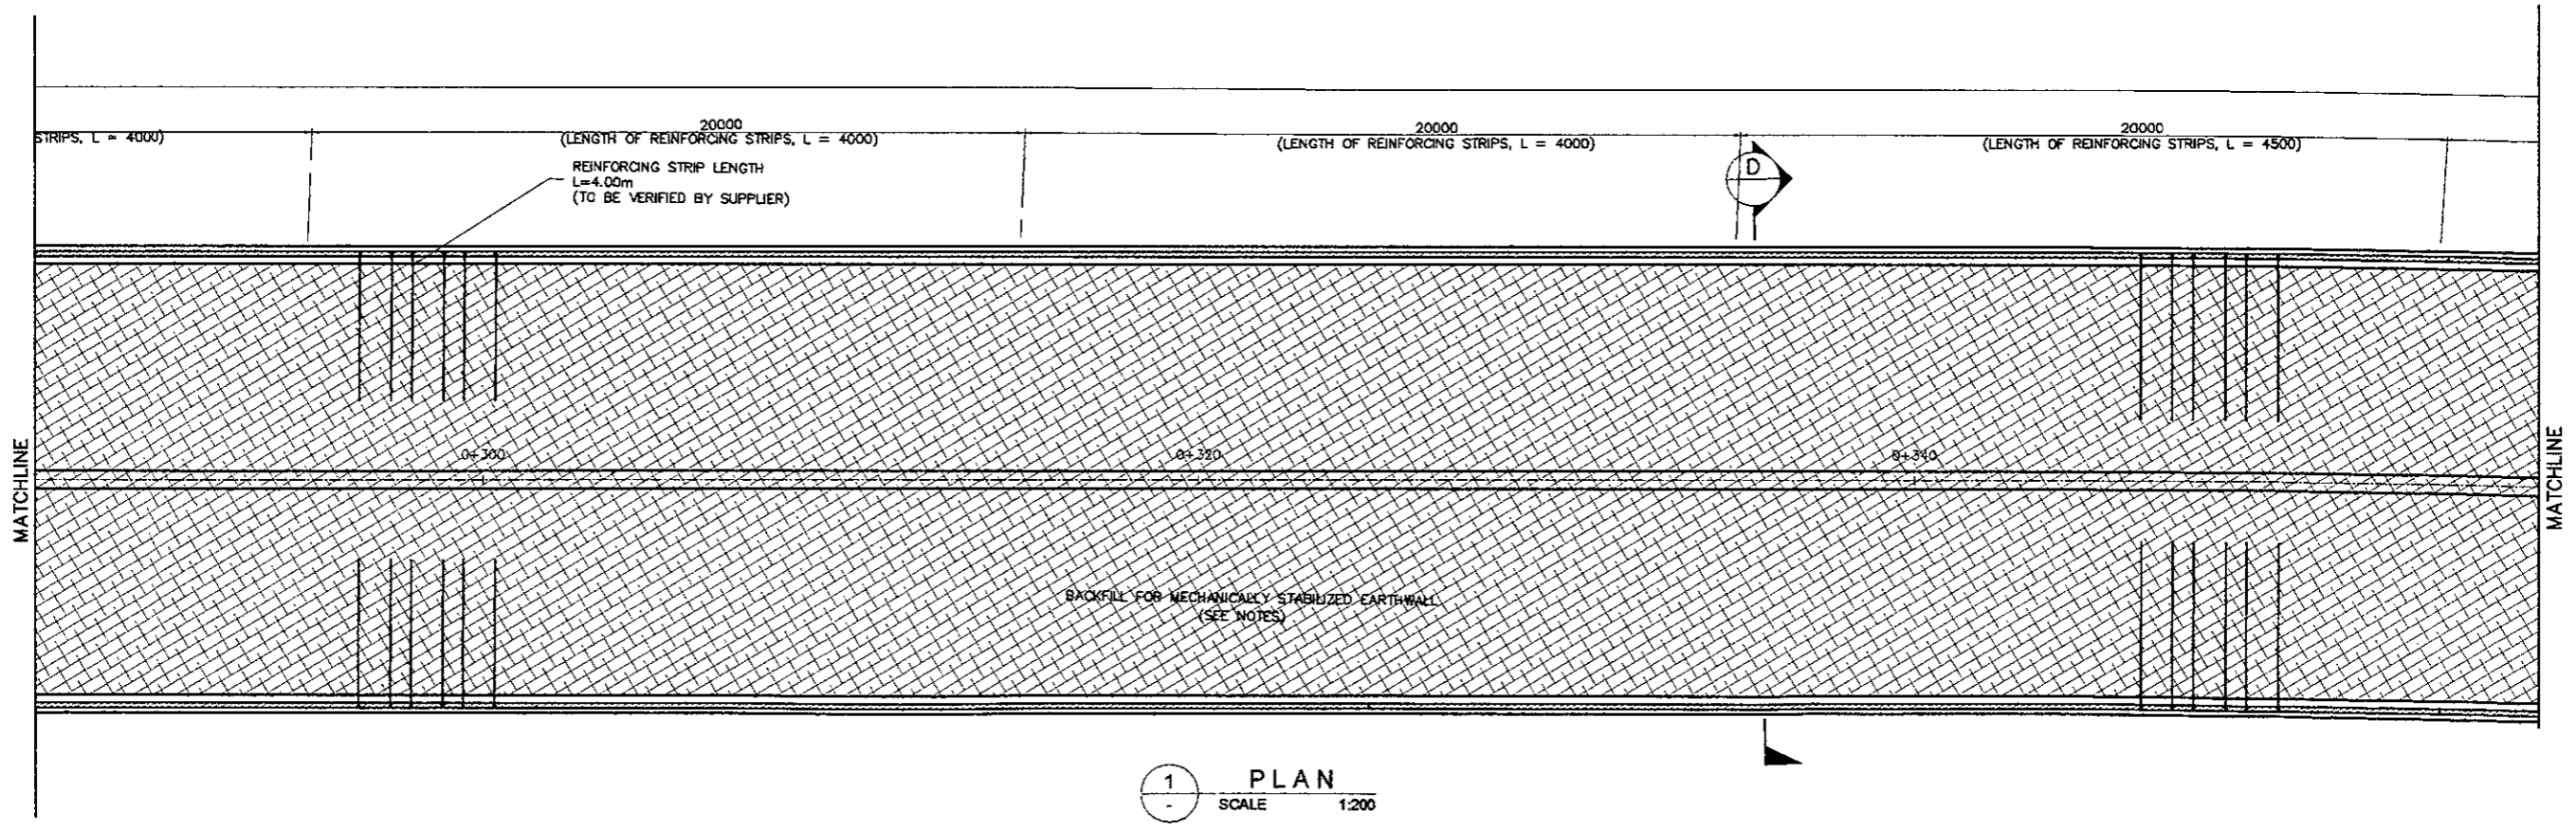 20000
20000
20000
STRIPS, L = 4000)
(LENGTH OF REINFORCING STRIPS, L = 4000)
(LENGTH OF REINFORCING STRIPS, L = 4000)
(LENGTH OF REINFORCING STRIPS, L = 4500)
REINFORCING STRIP LENGTH
L=4.00m
(TO BE VERIFIED BY SUPPLIER)
D
MATCHLINE
0+300
0+320
0+340
MATCHLINE
BACKFILL FOR MECHANICALLY STABILIZED EARTHWALL
(SEE NOTES)
1
-
PLAN
SCALE 1:200